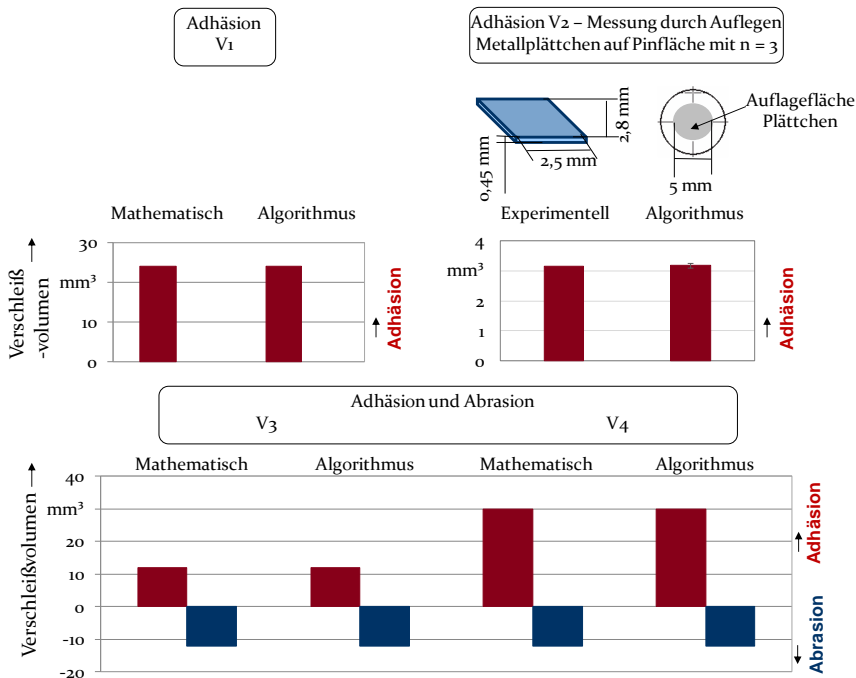 Adhäsion
V1
Adhäsion V2 – Messung durch Auflegen
Metallplättchen auf Pinfläche mit n = 3
0,45 mm
2,5 mm
2,8 mm
Auflagefläche
Plättchen
5 mm
Mathematisch Algorithmus
Verschleiß
-volumen
30
mm³
10
0
Adhäsion
Experimentell Algorithmus
4
mm³
2
1
0
Adhäsion
Adhäsion und Abrasion
V3 V4
Mathematisch Algorithmus Mathematisch Algorithmus
Verschleißvolumen
40
mm³
20
10
0
-10
-20
Adhäsion
Abrasion